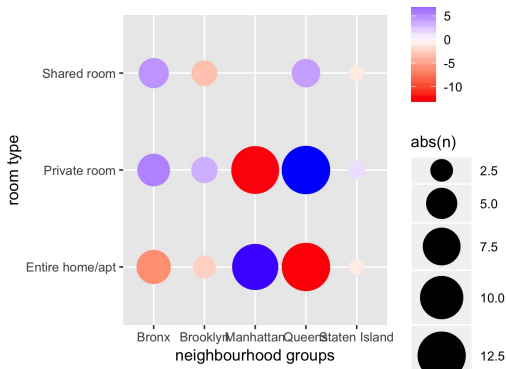 room type
Shared room
Private room
Entire home/apt
Bronx Brooklyn Manhattan Queens Staten Island
neighbourhood groups
5
0
-5
-10
abs(n)
2.5
5.0
7.5
10.0
12.5